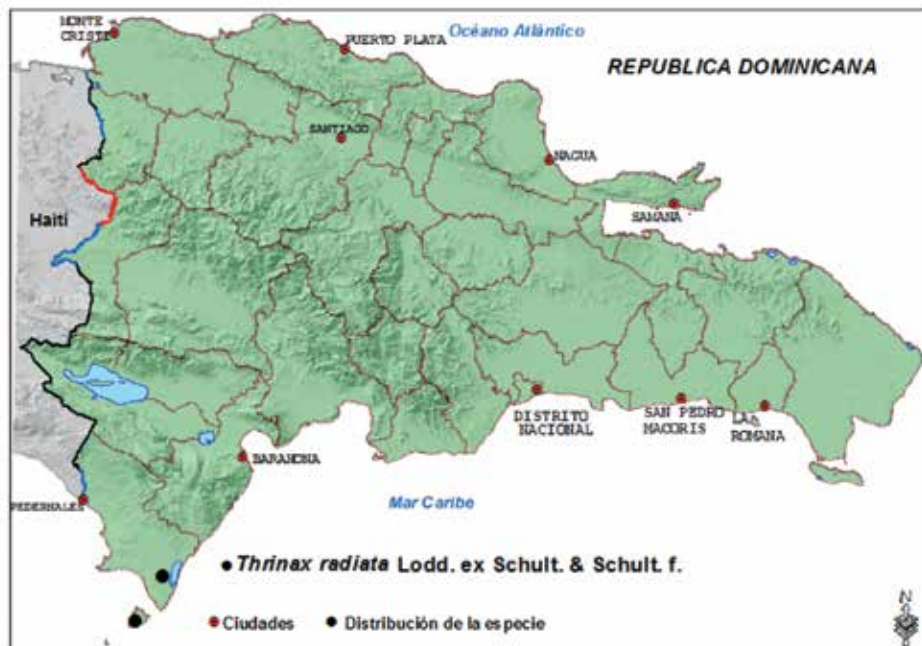 MONTE
CRISTI
PUERTO PLATA
Océano Atlántico
REPUBLICA DOMINICANA
SANTIAGO
NAGUA
SAMANA
Haití
DISTRITO
NACIONAL
SAN PEDRO
MACORIS
LA
ROMANA
BARAHONA
PEDERNALES
Mar Caribe
Thrinax radiata Lodd. ex Schult. & Schult. f.
Ciudades
Distribución de la especie
N